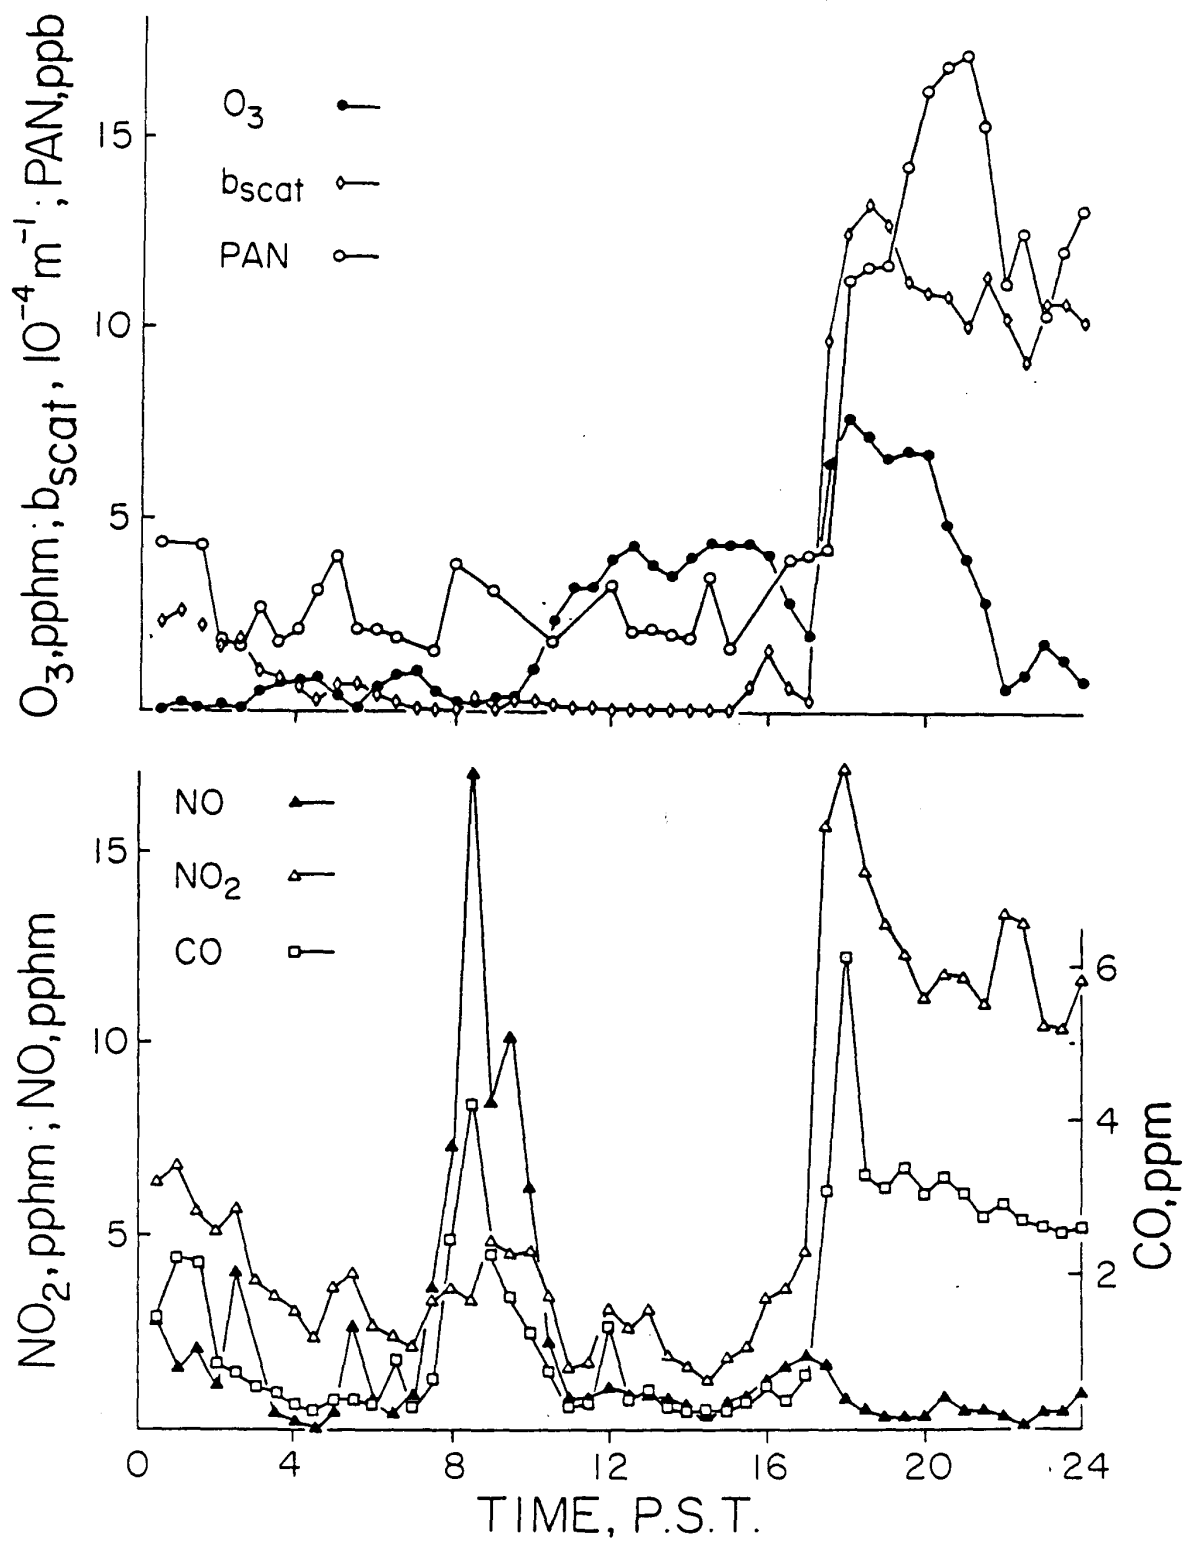 O3,pphm; bscat, 10-4m-1; PAN,ppb
O3
bscat
PAN
15
10
5
NO2,pphm; NO,pphm
NO
NO2
CO
15
10
5
6
4
2
CO,ppm
0 4 8 12 16 20 24
TIME, P.S.T.